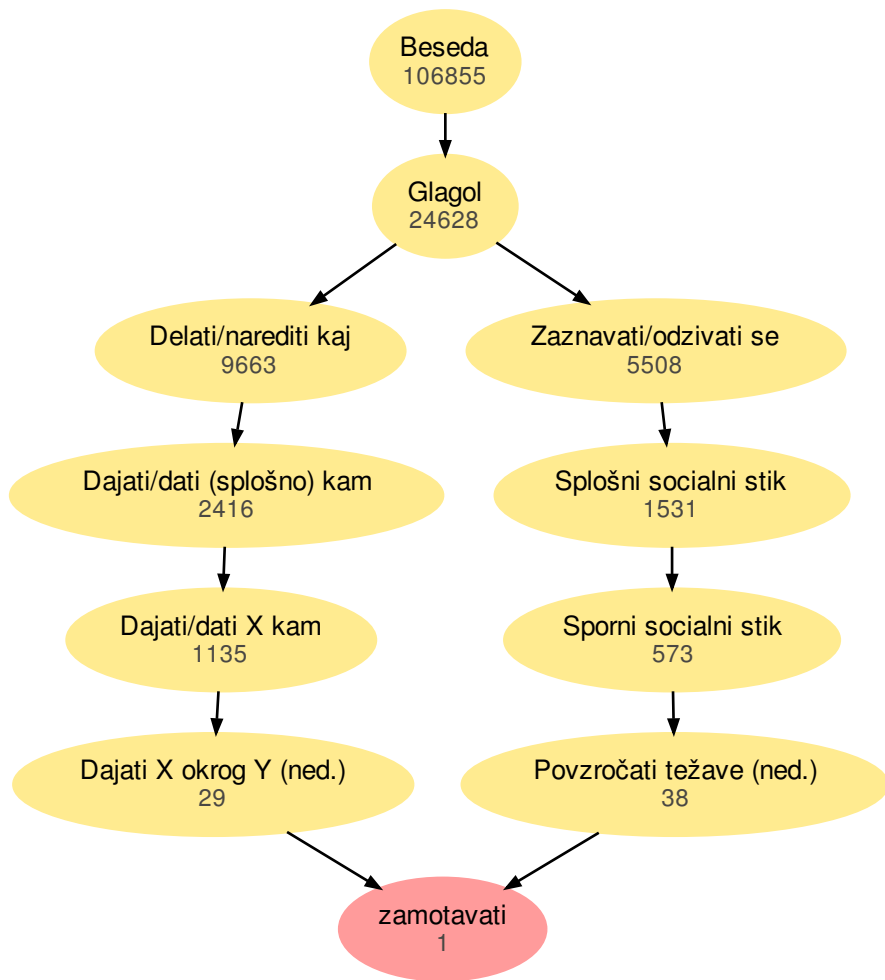 Beseda
106855
Glagol
24628
Delati/narediti kaj
9663
Zaznavati/odzivati se
5508
Dajati/dati (splošno) kam
2416
Splošni socialni stik
1531
Dajati/dati X kam
1135
Sporni socialni stik
573
Dajati X okrog Y (ned.)
29
Povzročati težave (ned.)
38
zamotavati
1